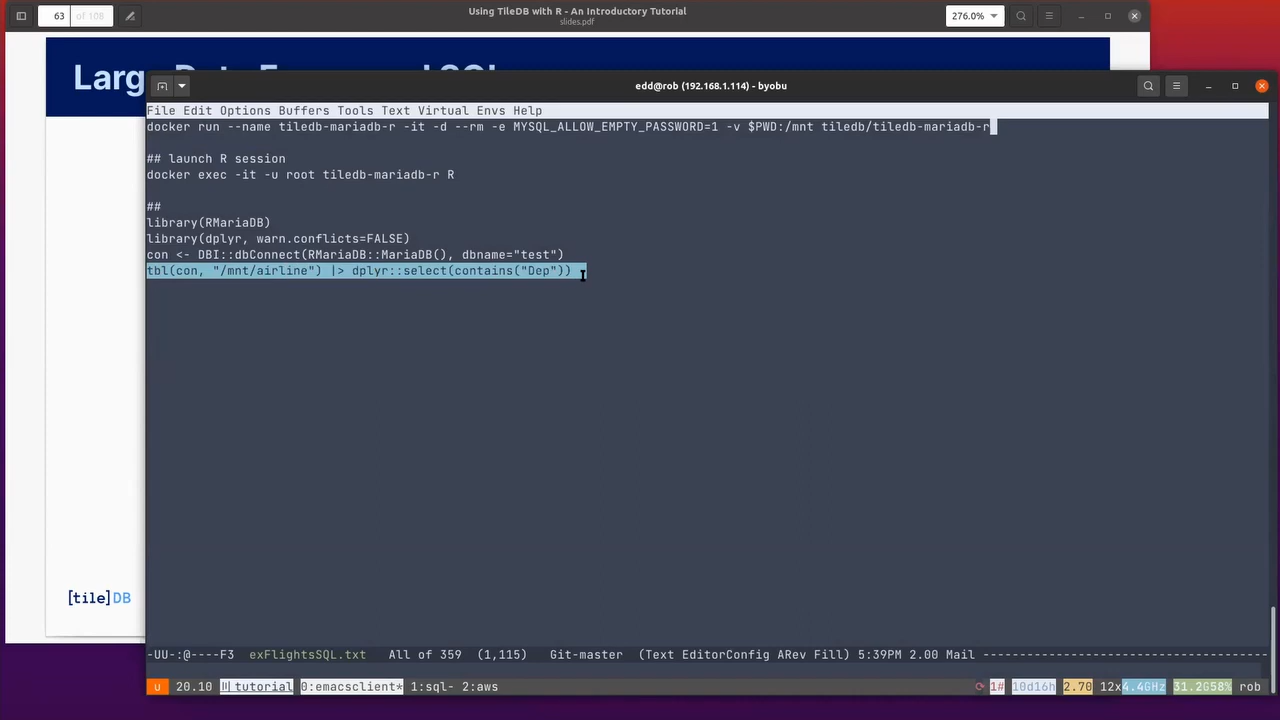 63 of 108
Using TileDB with R - An Introductory Tutorial
slides.pdf
276.0%
edd@rob (192.168.1.114) - byobu
File Edit Options Buffers Tools Text Virtual Envs Help
docker run --name tiledb-mariadb-r -it -d --rm -e MYSQL_ALLOW_EMPTY_PASSWORD=1 -v $PWD:/mnt tiledb/tiledb-mariadb-r
## launch R session
docker exec -it -u root tiledb-mariadb-r R
##
library(RMariaDB)
library(dplyr, warn.conflicts=FALSE)
con <- DBI::dbConnect(RMariaDB::MariaDB(), dbname="test")
tbl(con, "/mnt/airline") |> dplyr::select(contains("Dep"))
[tile]DB
-UU-:@----F3 exFlightsSQL.txt All of 359 (1,115) Git-master (Text EditorConfig ARev Fill) 5:39PM 2.00 Mail ---------------------------------------
u 20.10 tutorial 0:emacsclient* 1:sql- 2:aws 1# 10d16h 2.70 12x4.4GHz 31.2G58% rob